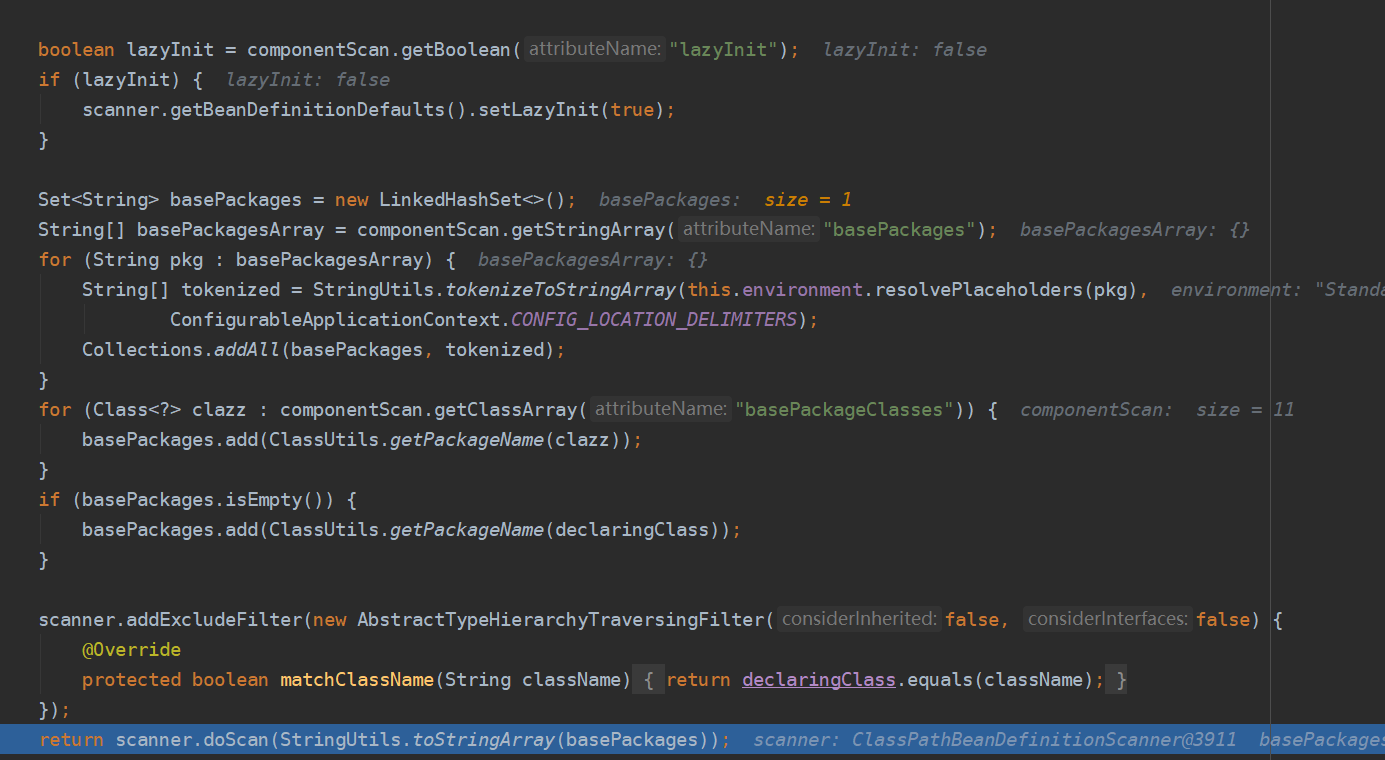 boolean lazyInit = componentScan.getBoolean( attributeName: "lazyInit");  lazyInit: false
if (lazyInit) {  lazyInit: false
    scanner.getBeanDefinitionDefaults().setLazyInit(true);
}
Set<String> basePackages = new LinkedHashSet<>();  basePackages:  size = 1
String[] basePackagesArray = componentScan.getStringArray( attributeName: "basePackages");  basePackagesArray: {}
for (String pkg : basePackagesArray) {  basePackagesArray: {}
    String[] tokenized = StringUtils.tokenizeToStringArray(this.environment.resolvePlaceholders(pkg),  environment: "Standa
            ConfigurableApplicationContext.CONFIG_LOCATION_DELIMITERS);
    Collections.addAll(basePackages, tokenized);
}
for (Class<?> clazz : componentScan.getClassArray( attributeName: "basePackageClasses")) {  componentScan:  size = 11
    basePackages.add(ClassUtils.getPackageName(clazz));
}
if (basePackages.isEmpty()) {
    basePackages.add(ClassUtils.getPackageName(declaringClass));
}
scanner.addExcludeFilter(new AbstractTypeHierarchyTraversingFilter( considerInherited: false, considerInterfaces: false) {
    @Override
    protected boolean matchClassName(String className) { return declaringClass.equals(className); }
});
return scanner.doScan(StringUtils.toStringArray(basePackages));  scanner: ClassPathBeanDefinitionScanner@3911  basePackages